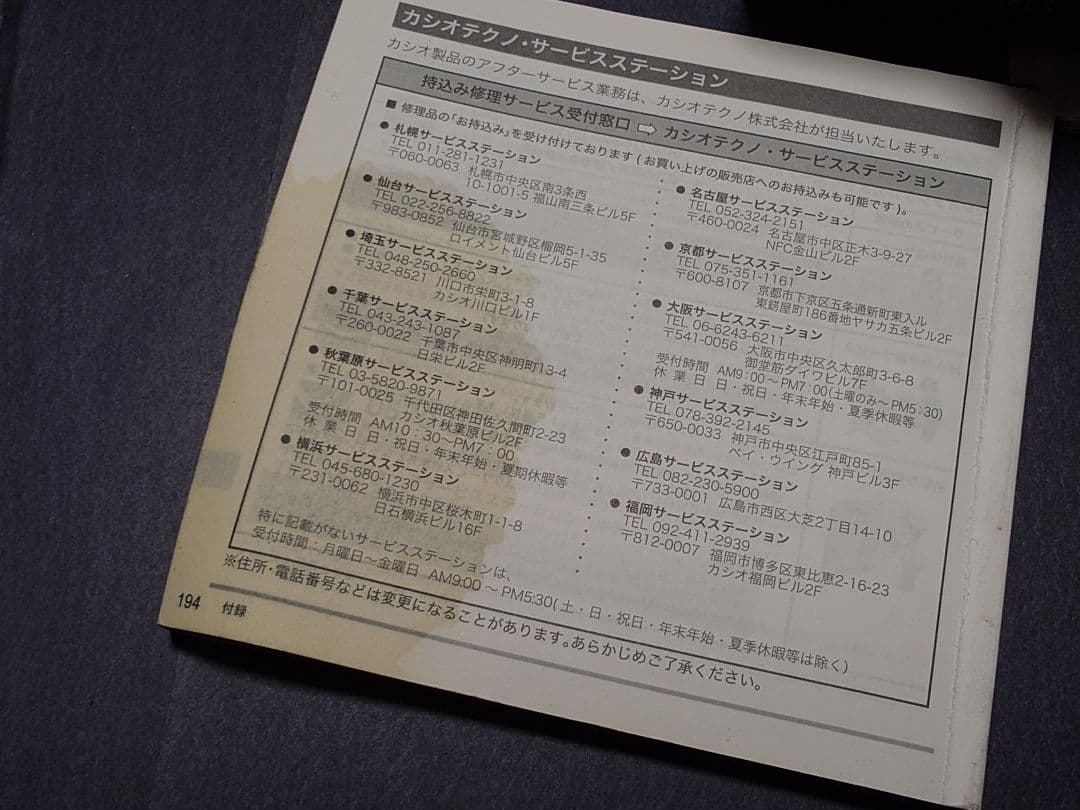 カシオテクノ・サービスステーション
カシオ製品のアフターサービス業務は、カシオテクノ株式会社が担当いたします。
持込み修理サービス受付窓口 ⇨ カシオテクノ・サービスステーション
■ 修理品の「お持込み」を受け付けております(お買い上げの販売店へのお持込みも可能です)。
● 札幌サービスステーション
TEL 011-281-1231
〒060-0063 札幌市中央区南3条西
10-1001-5 福山南三条ビル5F
● 仙台サービスステーション
TEL 022-256-8822
〒983-0852 仙台市宮城野区榴岡5-1-35
ロイメント仙台ビル5F
● 埼玉サービスステーション
TEL 048-250-2660
〒332-8521 川口市栄町3-1-8
カシオ川口ビル1F
● 千葉サービスステーション
TEL 043-243-1087
〒260-0022 千葉市中央区神明町13-4
日栄ビル2F
● 秋葉原サービスステーション
TEL 03-5820-9871
〒101-0025 千代田区神田佐久間町2-23
カシオ秋葉原ビル2F
受付時間 AM10：30〜PM7：00
休 業 日 日・祝日・年末年始・夏期休暇等
● 横浜サービスステーション
TEL 045-680-1230
〒231-0062 横浜市中区桜木町1-1-8
日石横浜ビル16F
● 名古屋サービスステーション
TEL 052-324-2151
〒460-0024 名古屋市中区正木3-9-27
NFC金山ビル2F
● 京都サービスステーション
TEL 075-351-1161
〒600-8107 京都市下京区五条通新町東入ル
東錺屋町186番地ヤサカ五条ビル2F
● 大阪サービスステーション
TEL 06-6243-6211
〒541-0056 大阪市中央区久太郎町3-6-8
御堂筋ダイワビル7F
受付時間 AM9：00〜PM7：00(土曜のみ〜PM5：30)
休 業 日 日・祝日・年末年始・夏季休暇等
● 神戸サービスステーション
TEL 078-392-2145
〒650-0033 神戸市中央区江戸町85-1
ベイ・ウイング神戸ビル3F
● 広島サービスステーション
TEL 082-230-5900
〒733-0001 広島市西区大芝2丁目14-10
● 福岡サービスステーション
TEL 092-411-2939
〒812-0007 福岡市博多区東比恵2-16-23
カシオ福岡ビル2F
特に記載がないサービスステーションは、
受付時間：月曜日〜金曜日 AM9:00〜PM5:30(土・日・祝日・年末年始・夏季休暇等は除く)
※住所・電話番号などは変更になることがあります。あらかじめご了承ください。
194 付録